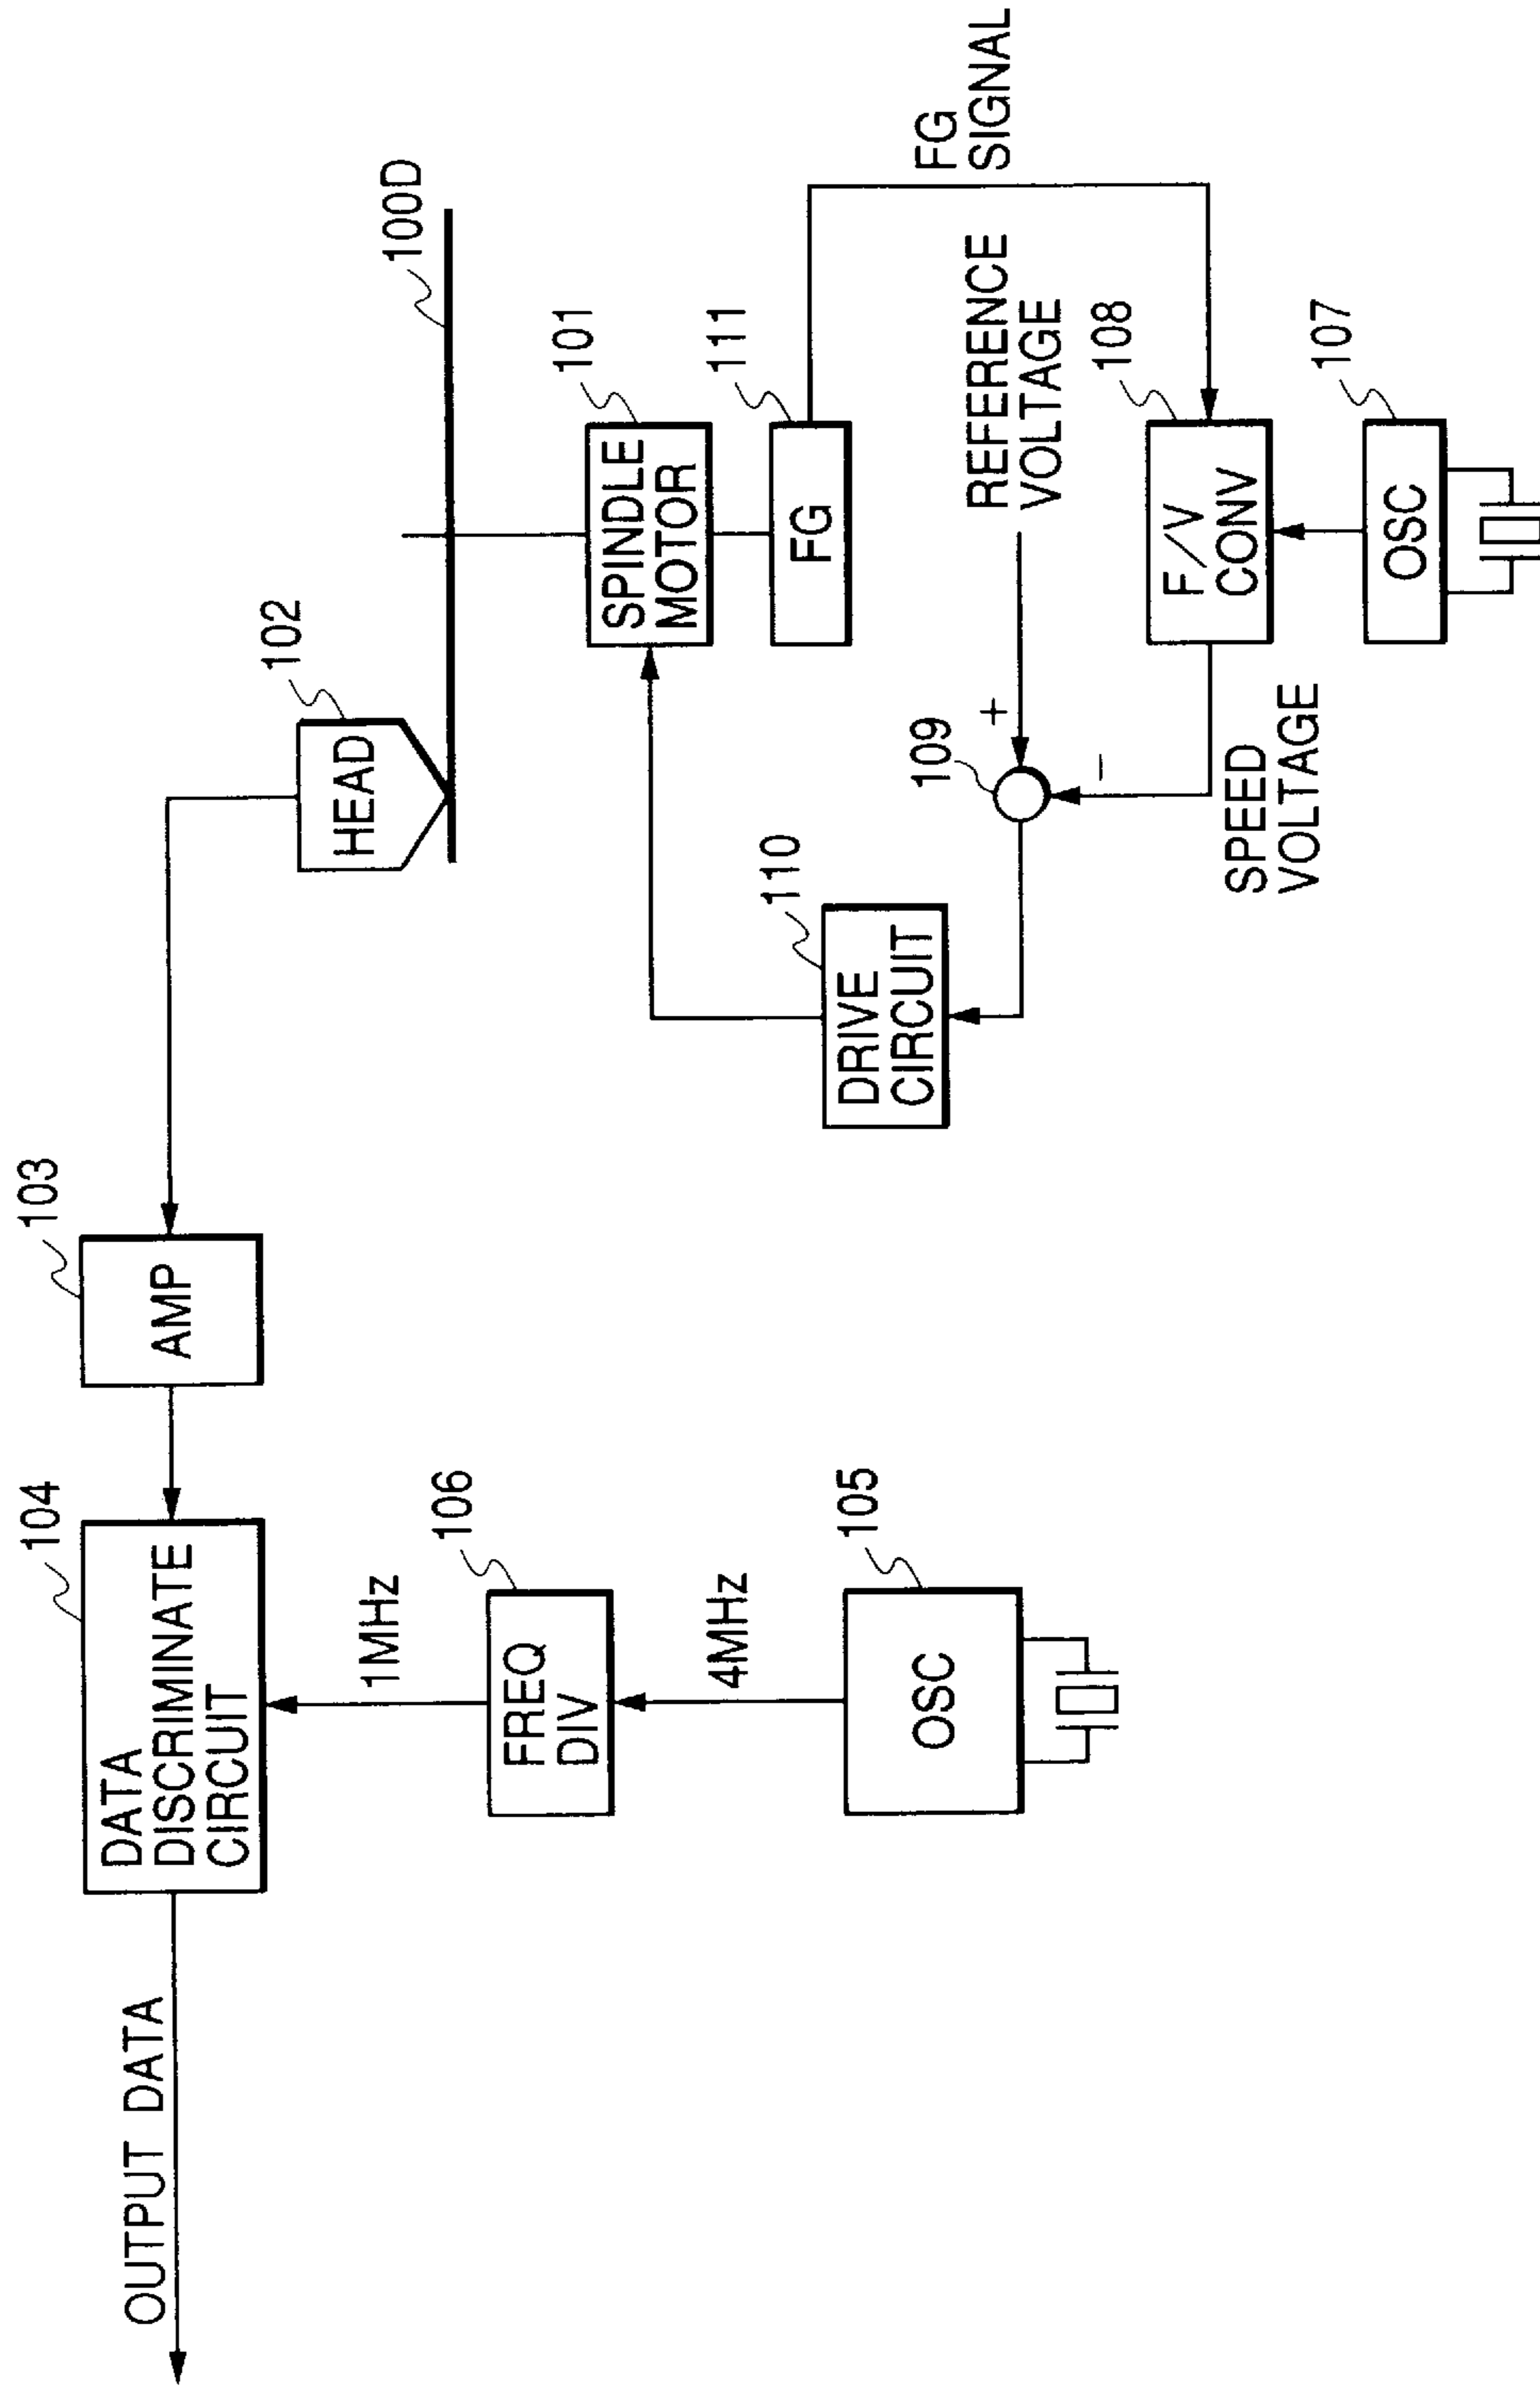 OUTPUT DATA
104
DATA
DISCRIMINATE
CIRCUIT
103
AMP
1MHz
106
FREQ
DIV
4MHz
105
OSC
102
HEAD
100D
101
SPINDLE
MOTOR
111
FG
FG
SIGNAL
110
DRIVE
CIRCUIT
109
+
−
REFERENCE
VOLTAGE
108
F/V
CONV
SPEED
VOLTAGE
107
OSC